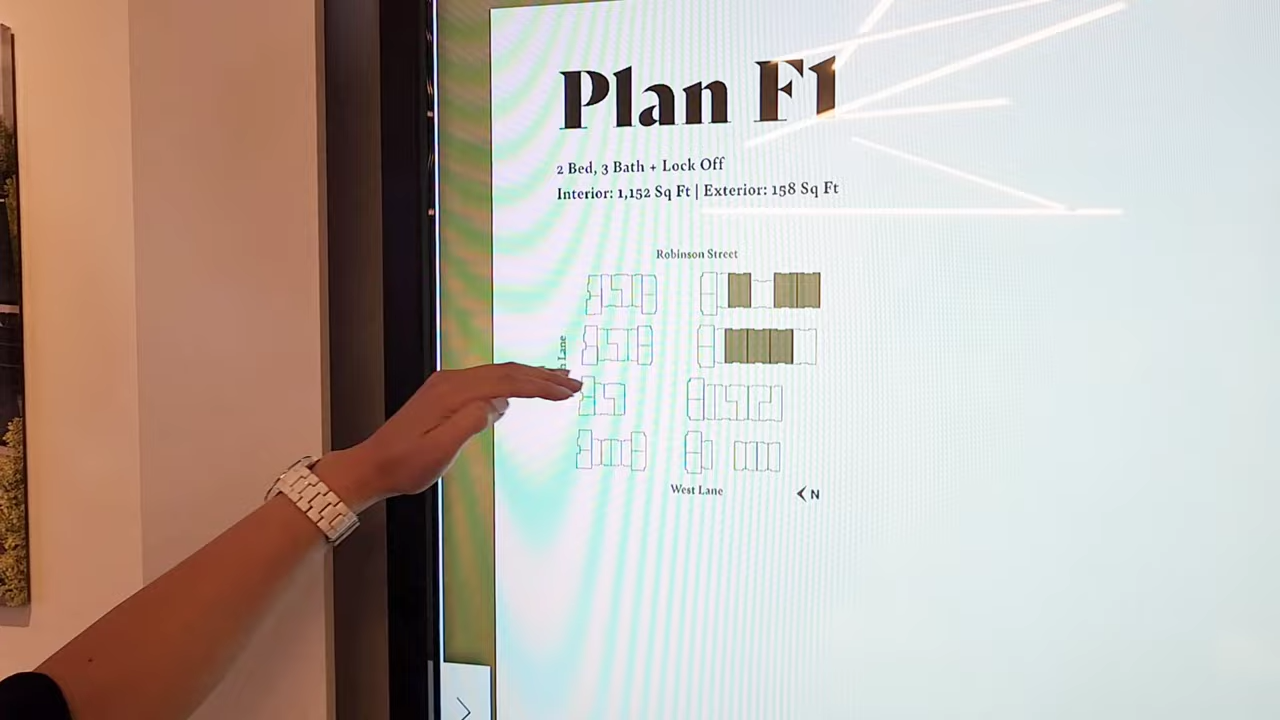 Plan F1
2 Bed, 3 Bath + Lock Off
Interior: 1,152 Sq Ft | Exterior: 158 Sq Ft
Robinson Street
Lane
West Lane
N